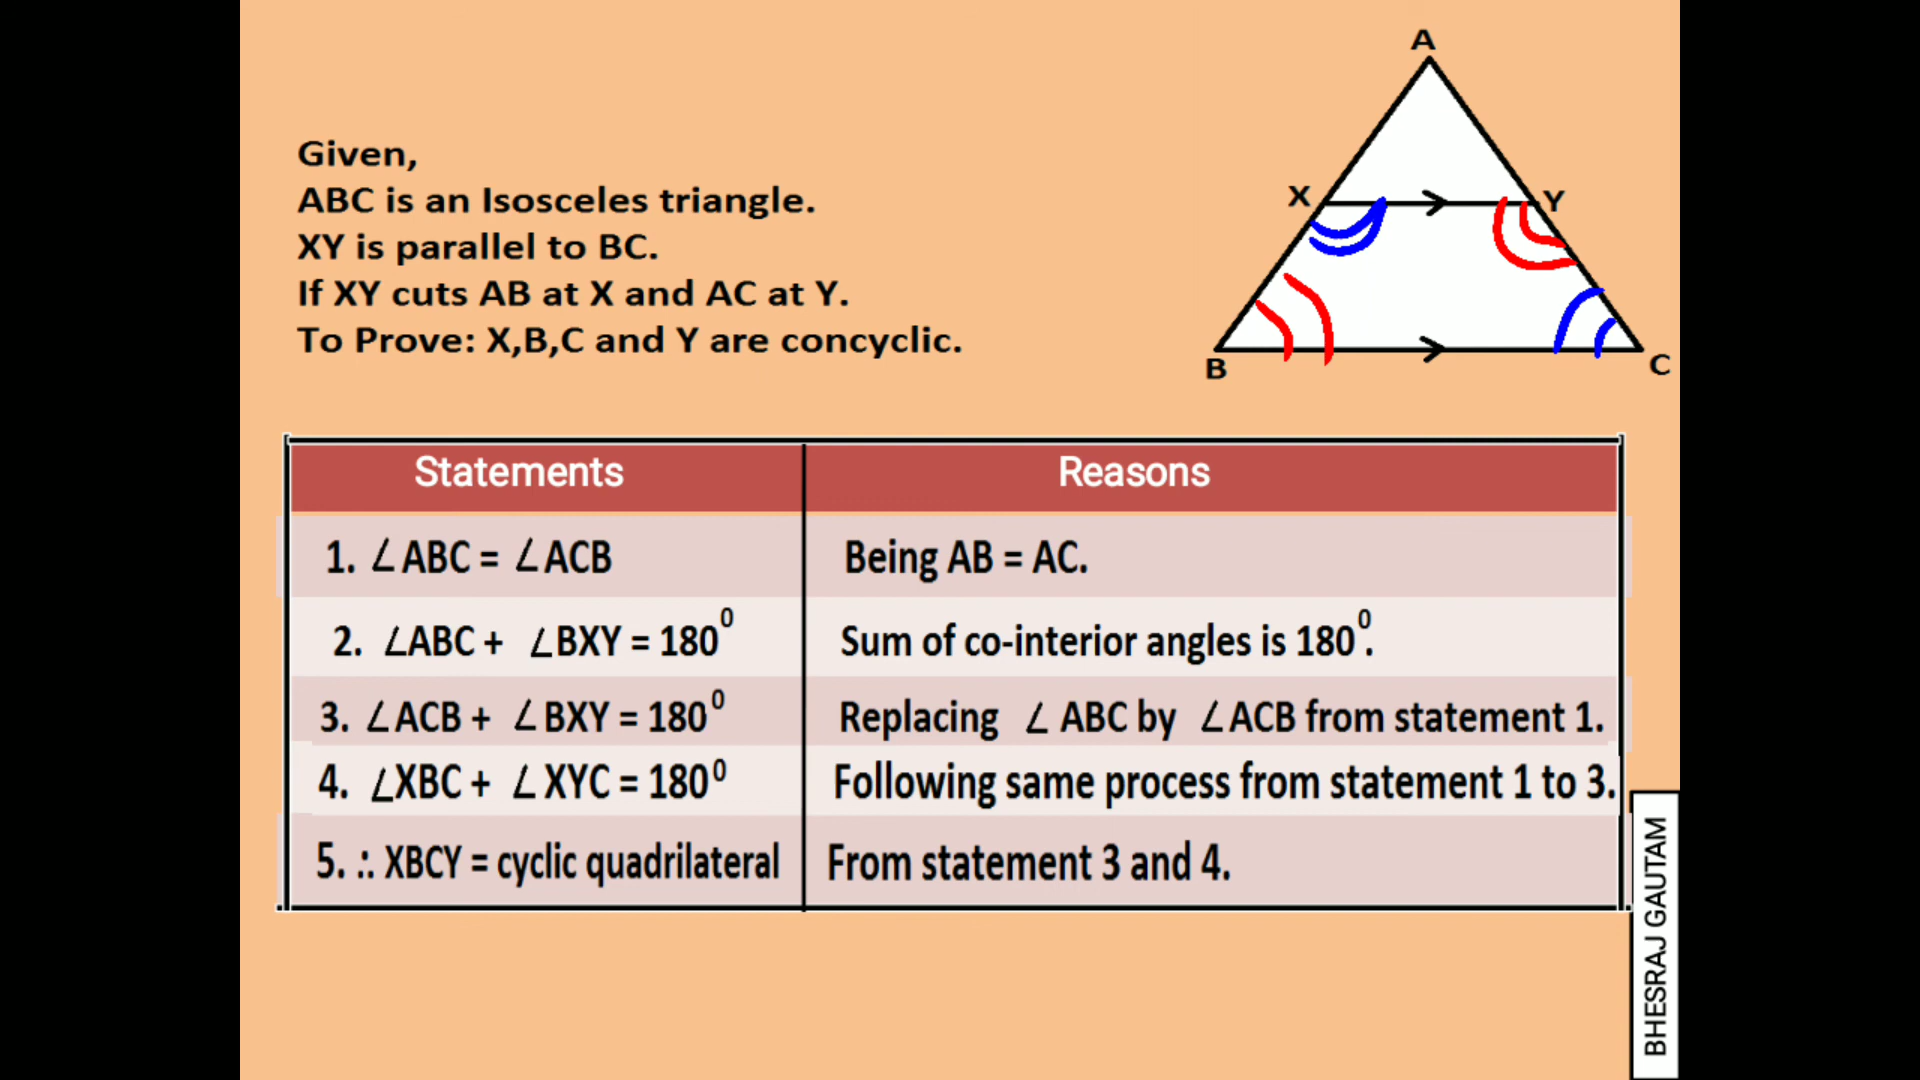 Given,
ABC is an Isosceles triangle.
XY is parallel to BC.
If XY cuts AB at X and AC at Y.
To Prove: X,B,C and Y are concyclic.
A
X
Y
B
C
Statements
Reasons
1. ∠ABC = ∠ACB
Being AB = AC.
2. ∠ABC + ∠BXY = 180⁰
Sum of co-interior angles is 180⁰.
3. ∠ACB + ∠BXY = 180⁰
Replacing ∠ ABC by ∠ACB from statement 1.
4. ∠XBC + ∠XYC = 180⁰
Following same process from statement 1 to 3.
5. ∴ XBCY = cyclic quadrilateral
From statement 3 and 4.
BHESRAJ GAUTAM